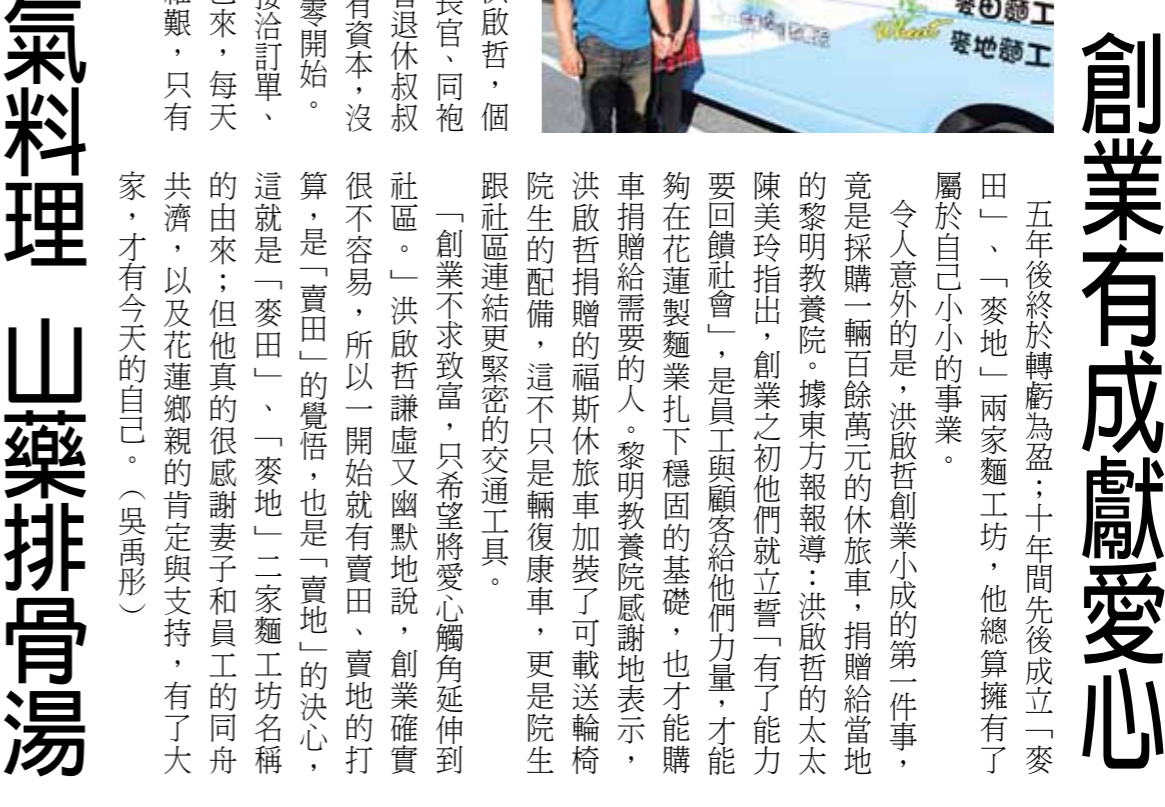 創業有成獻愛心
麥田麵工
麥地麵工
Wheat
洪啟哲，個
長官、同袍
退休叔叔
有資本，沒
零開始。
接洽訂單、
來，每天
艱，只有
五年後終於轉虧為盈；十年間先後成立「麥
田」、「麥地」兩家麵工坊，他總算擁有了
屬於自己小小的事業。
令人意外的是，洪啟哲創業小成的第一件事，
竟是採購一輛百餘萬元的休旅車，捐贈給當地
的黎明教養院。據東方報報導：洪啟哲的太太
陳美玲指出，創業之初他們就立誓「有了能力
要回饋社會」，是員工與顧客給他們力量，才能
夠在花蓮製麵業扎下穩固的基礎，也才能購
車捐贈給需要的人。黎明教養院感謝地表示，
洪啟哲捐贈的福斯休旅車加裝了可載送輪椅
院生的配備，這不只是輛復康車，更是院生
跟社區連結更緊密的交通工具。
「創業不求致富，只希望將愛心觸角延伸到
社區。」洪啟哲謙虛又幽默地說，創業確實
很不容易，所以一開始就有賣田、賣地的打
算，是「賣田」的覺悟，也是「賣地」的決心，
這就是「麥田」、「麥地」二家麵工坊名稱
的由來；但他真的很感謝妻子和員工的同舟
共濟，以及花蓮鄉親的肯定與支持，有了大
家，才有今天的自己。（吳禹彤）
氣料理 山藥排骨湯